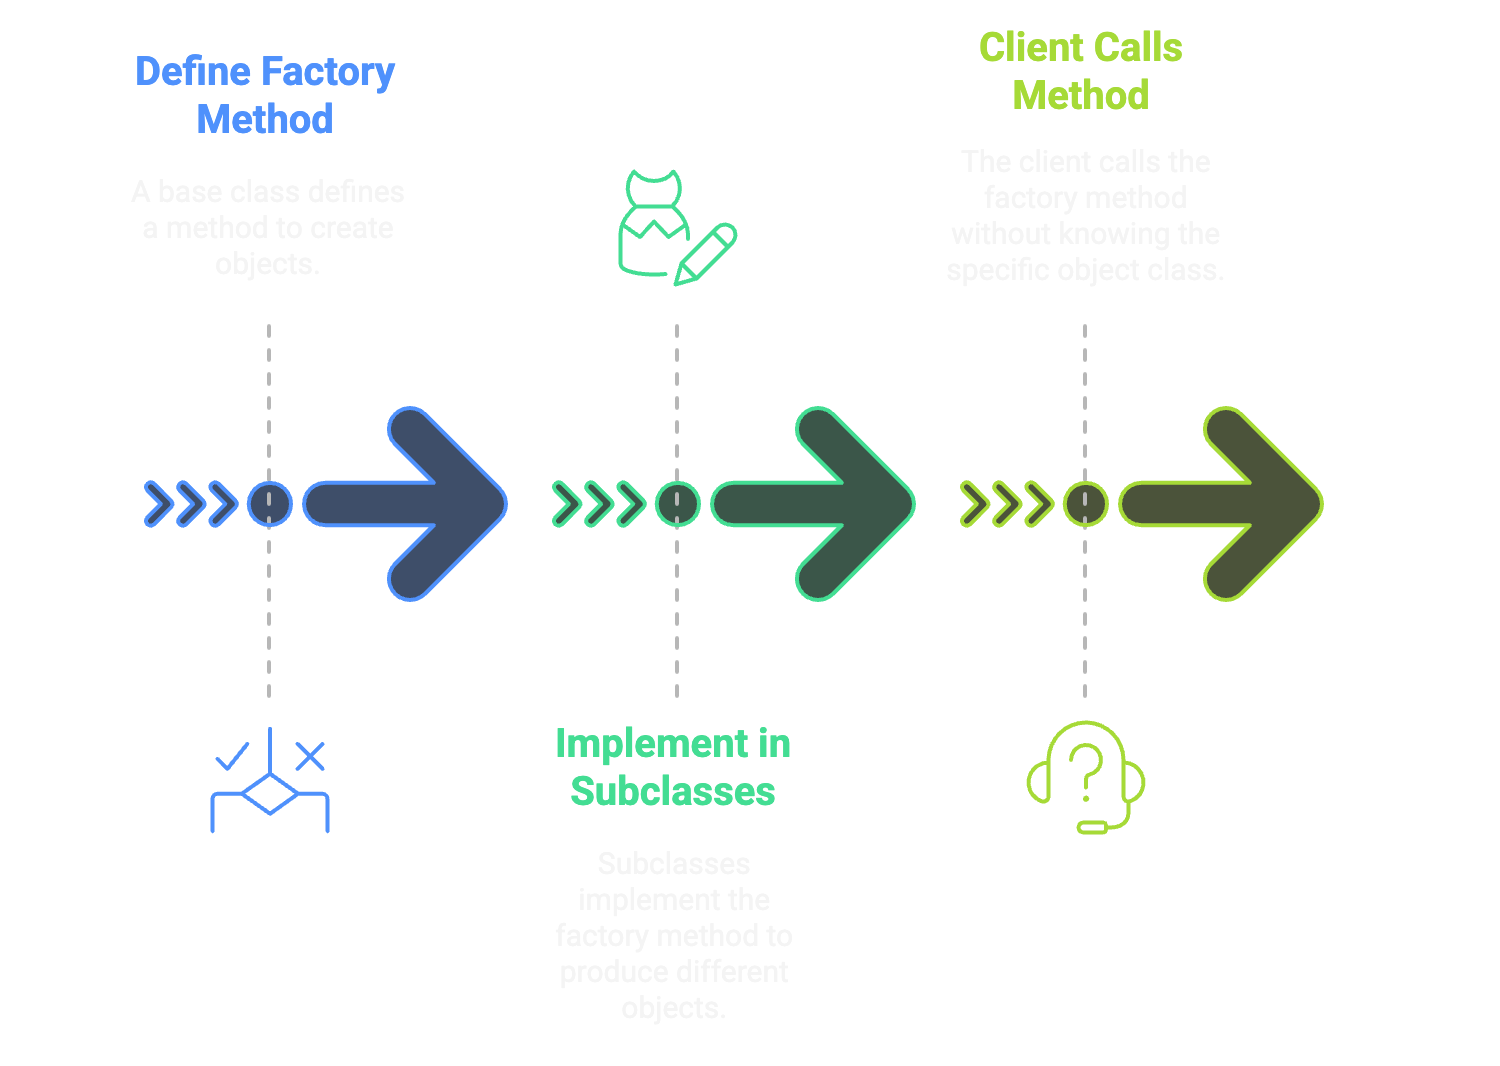 Define Factory
Method
A base class defines
a method to create
objects.
Implement in
Subclasses
Subclasses
implement the
factory method to
produce different
objects.
Client Calls
Method
The client calls the
factory method
without knowing the
specific object class.
?